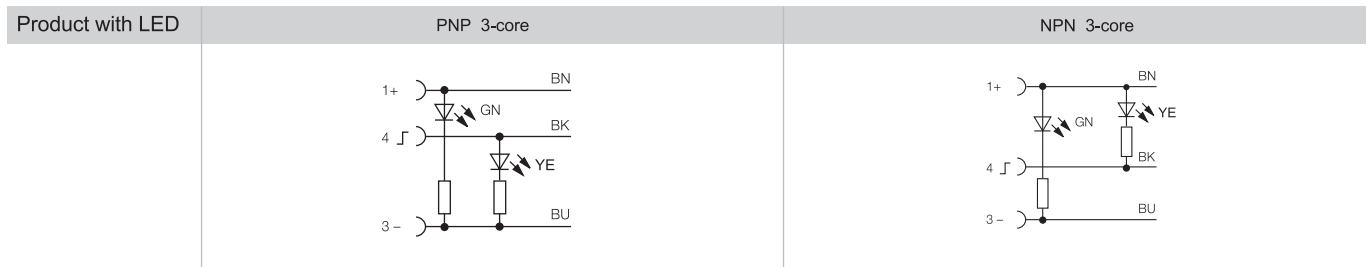 Product with LED PNP 3-core NPN 3-core
1+ BN
GN
4 BK
YE
3 – BU
1+ BN
YE
GN
4 BK
3 – BU